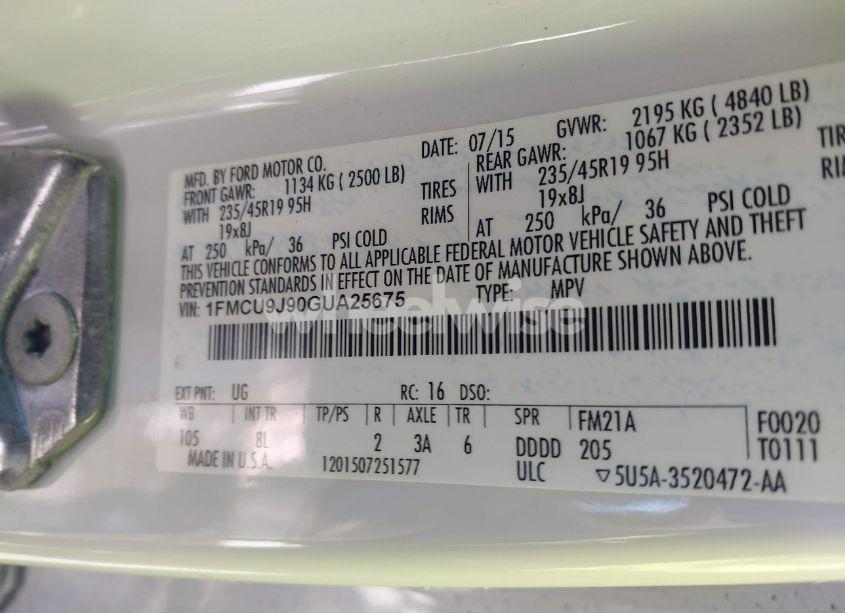 MFD. BY FORD MOTOR CO. DATE: 07/15 GVWR: 2195 KG ( 4840 LB)
FRONT GAWR: 1134 KG ( 2500 LB) REAR GAWR: 1067 KG ( 2352 LB)
WITH 235/45R19 95H TIRES WITH 235/45R19 95H TIRE
19x8J RIMS 19x8J
AT 250 kPa/ 36 PSI COLD AT 250 kPa/ 36 PSI COLD
THIS VEHICLE CONFORMS TO ALL APPLICABLE FEDERAL MOTOR VEHICLE SAFETY AND THEFT
PREVENTION STANDARDS IN EFFECT ON THE DATE OF MANUFACTURE SHOWN ABOVE.
VIN: 1FMCU9J90GUA25675 TYPE: MPV
wheelwise
EXT PNT: UG RC: 16 DSO:
WB INT TR TP/PS R AXLE TR SPR FM21A F0020
105 8L 2 3A 6 DDDD 205 T0111
MADE IN U.S.A. 1201507251577 ULC ▽5U5A-3520472-AA